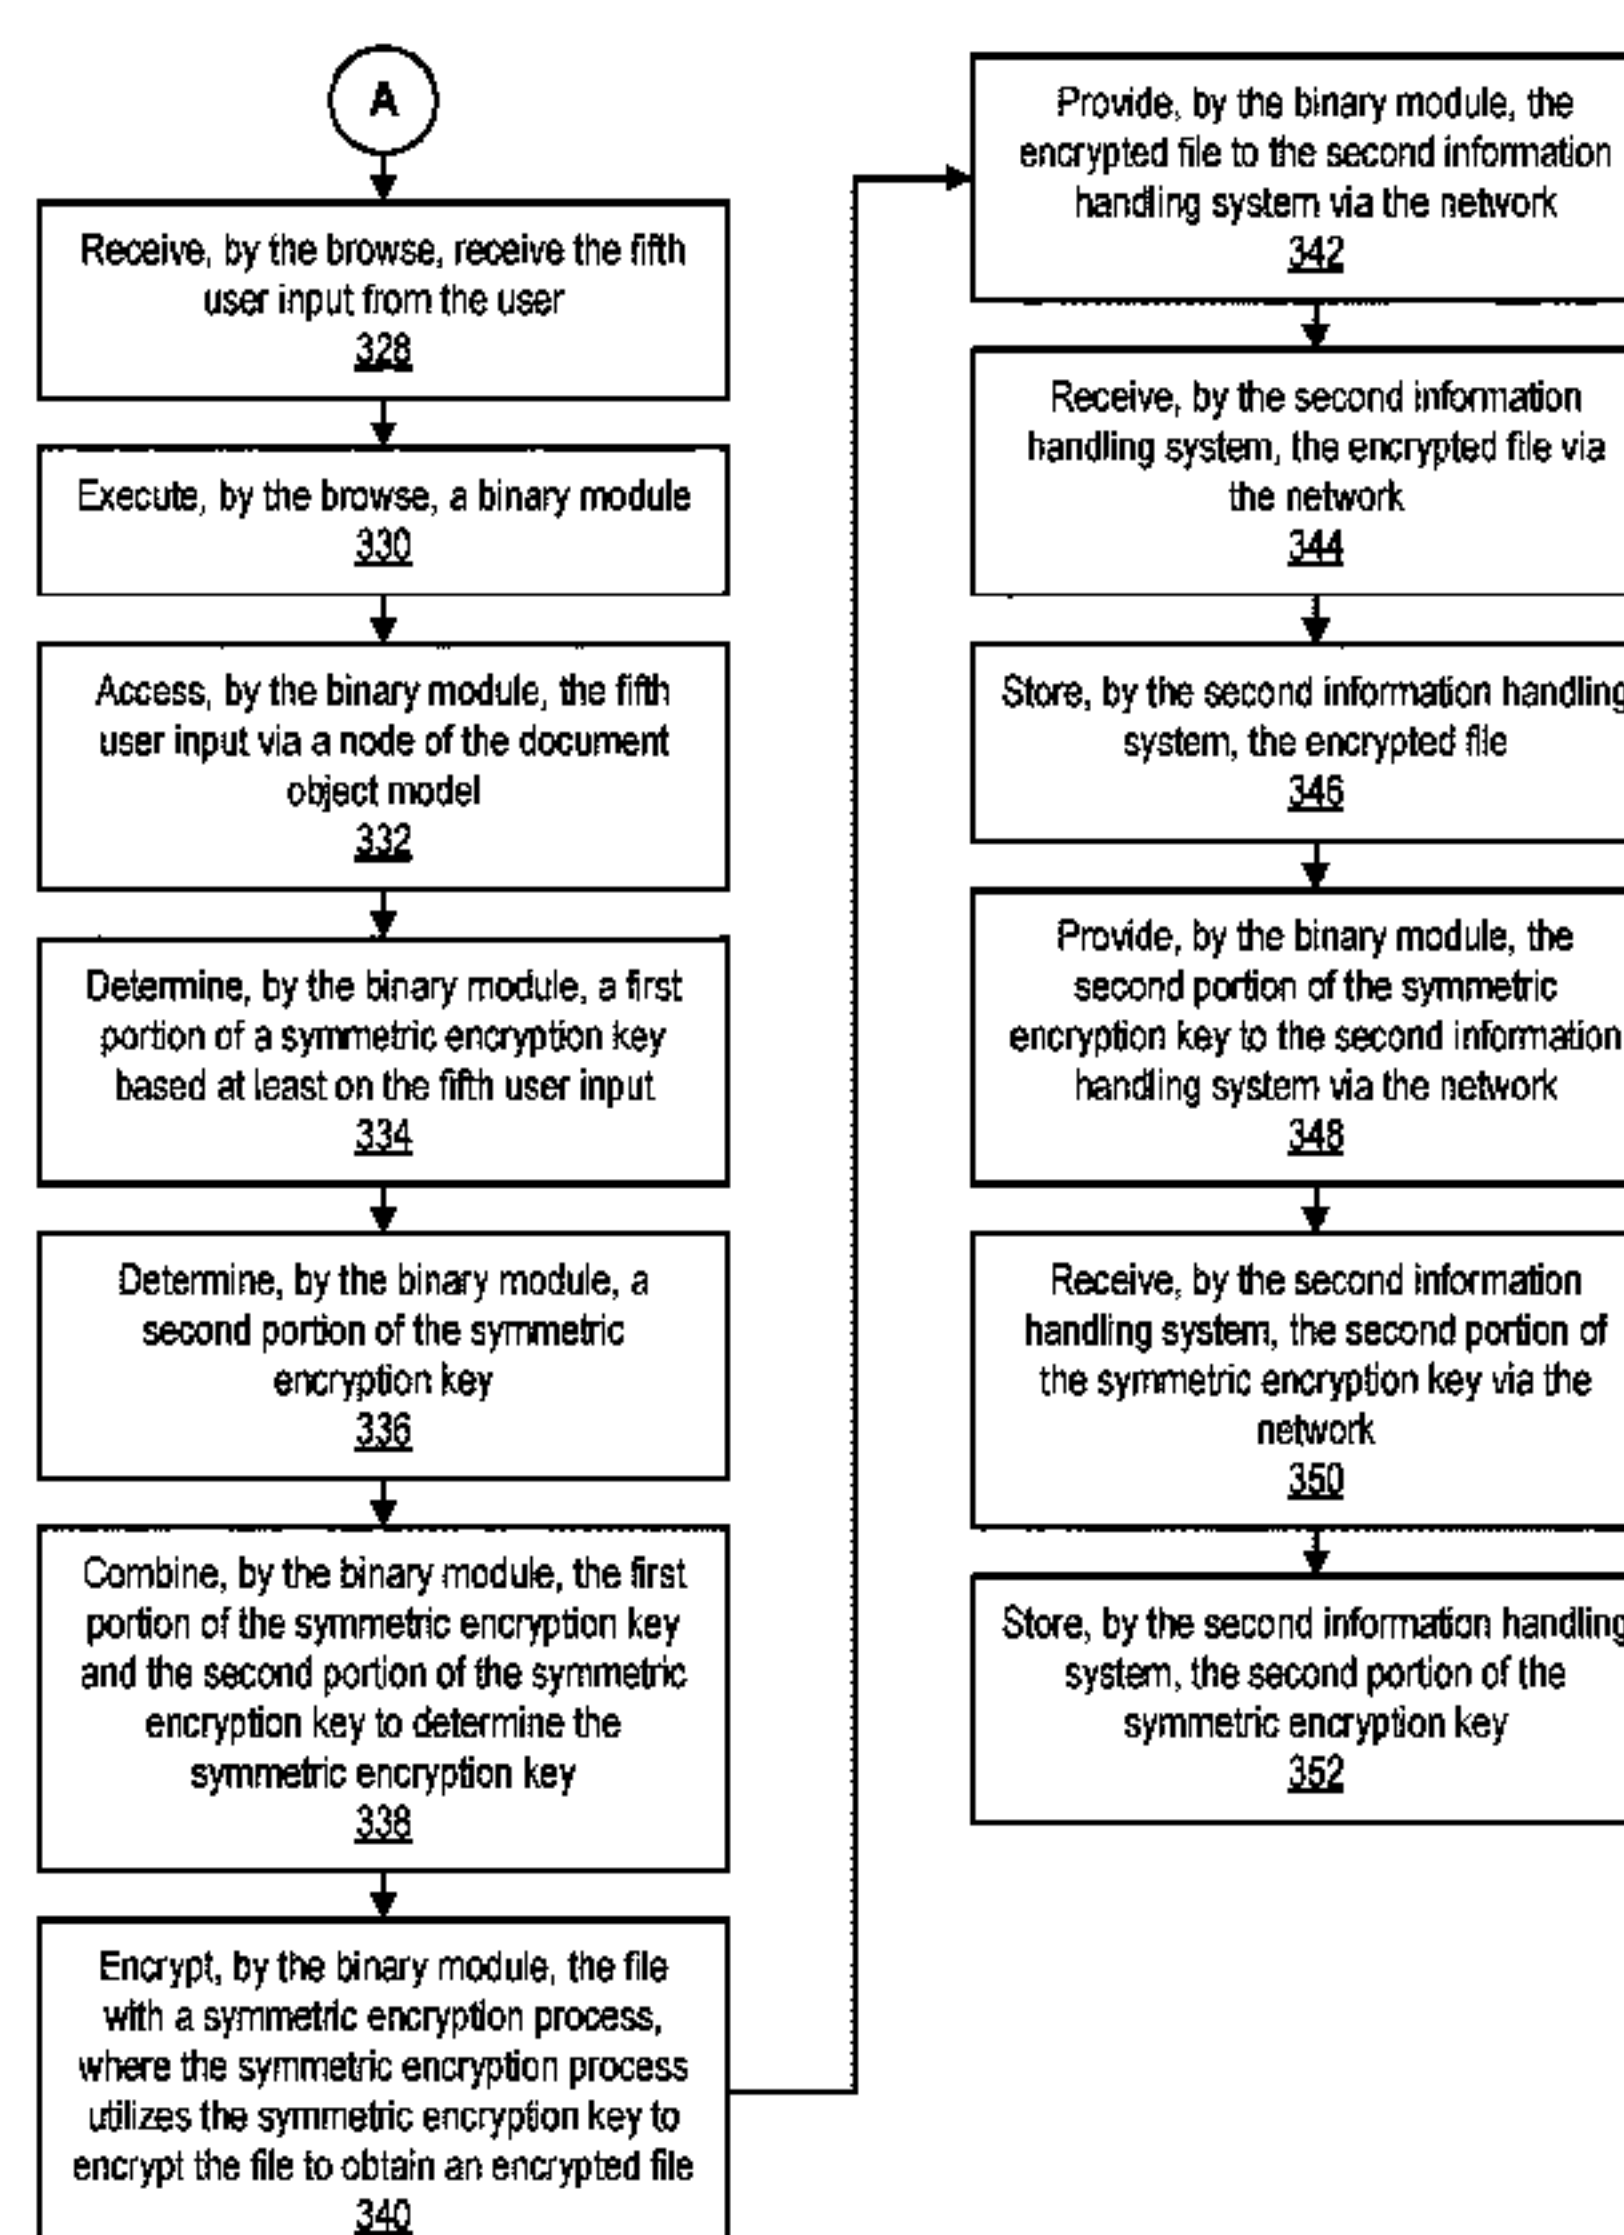 A
Receive, by the browse, receive the fifth
user input from the user
328
Execute, by the browse, a binary module
330
Access, by the binary module, the fifth
user input via a node of the document
object model
332
Determine, by the binary module, a first
portion of a symmetric encryption key
based at least on the fifth user input
334
Determine, by the binary module, a
second portion of the symmetric
encryption key
336
Combine, by the binary module, the first
portion of the symmetric encryption key
and the second portion of the symmetric
encryption key to determine the
symmetric encryption key
338
Encrypt, by the binary module, the file
with a symmetric encryption process,
where the symmetric encryption process
utilizes the symmetric encryption key to
encrypt the file to obtain an encrypted file
340
Provide, by the binary module, the
encrypted file to the second information
handling system via the network
342
Receive, by the second information
handling system, the encrypted file via
the network
344
Store, by the second information handling
system, the encrypted file
346
Provide, by the binary module, the
second portion of the symmetric
encryption key to the second information
handling system via the network
348
Receive, by the second information
handling system, the second portion of
the symmetric encryption key via the
network
350
Store, by the second information handling
system, the second portion of the
symmetric encryption key
352